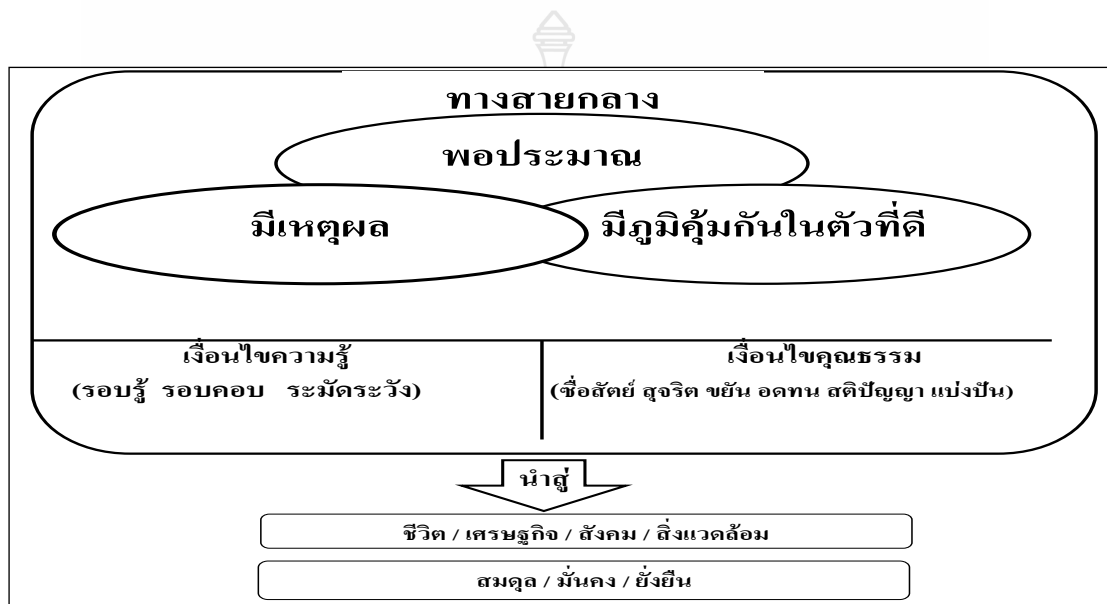 ทางสายกลาง
พอประมาณ
มีเหตุผล
มีภูมิคุ้มกันในตัวที่ดี
เงื่อนไขความรู้
(รอบรู้ รอบคอบ ระมัดระวัง)
เงื่อนไขคุณธรรม
(ซื่อสัตย์ สุจริต ขยัน อดทน สติปัญญา แบ่งปัน)
นำสู่
ชีวิต / เศรษฐกิจ / สังคม / สิ่งแวดล้อม
สมดุล / มั่นคง / ยั่งยืน